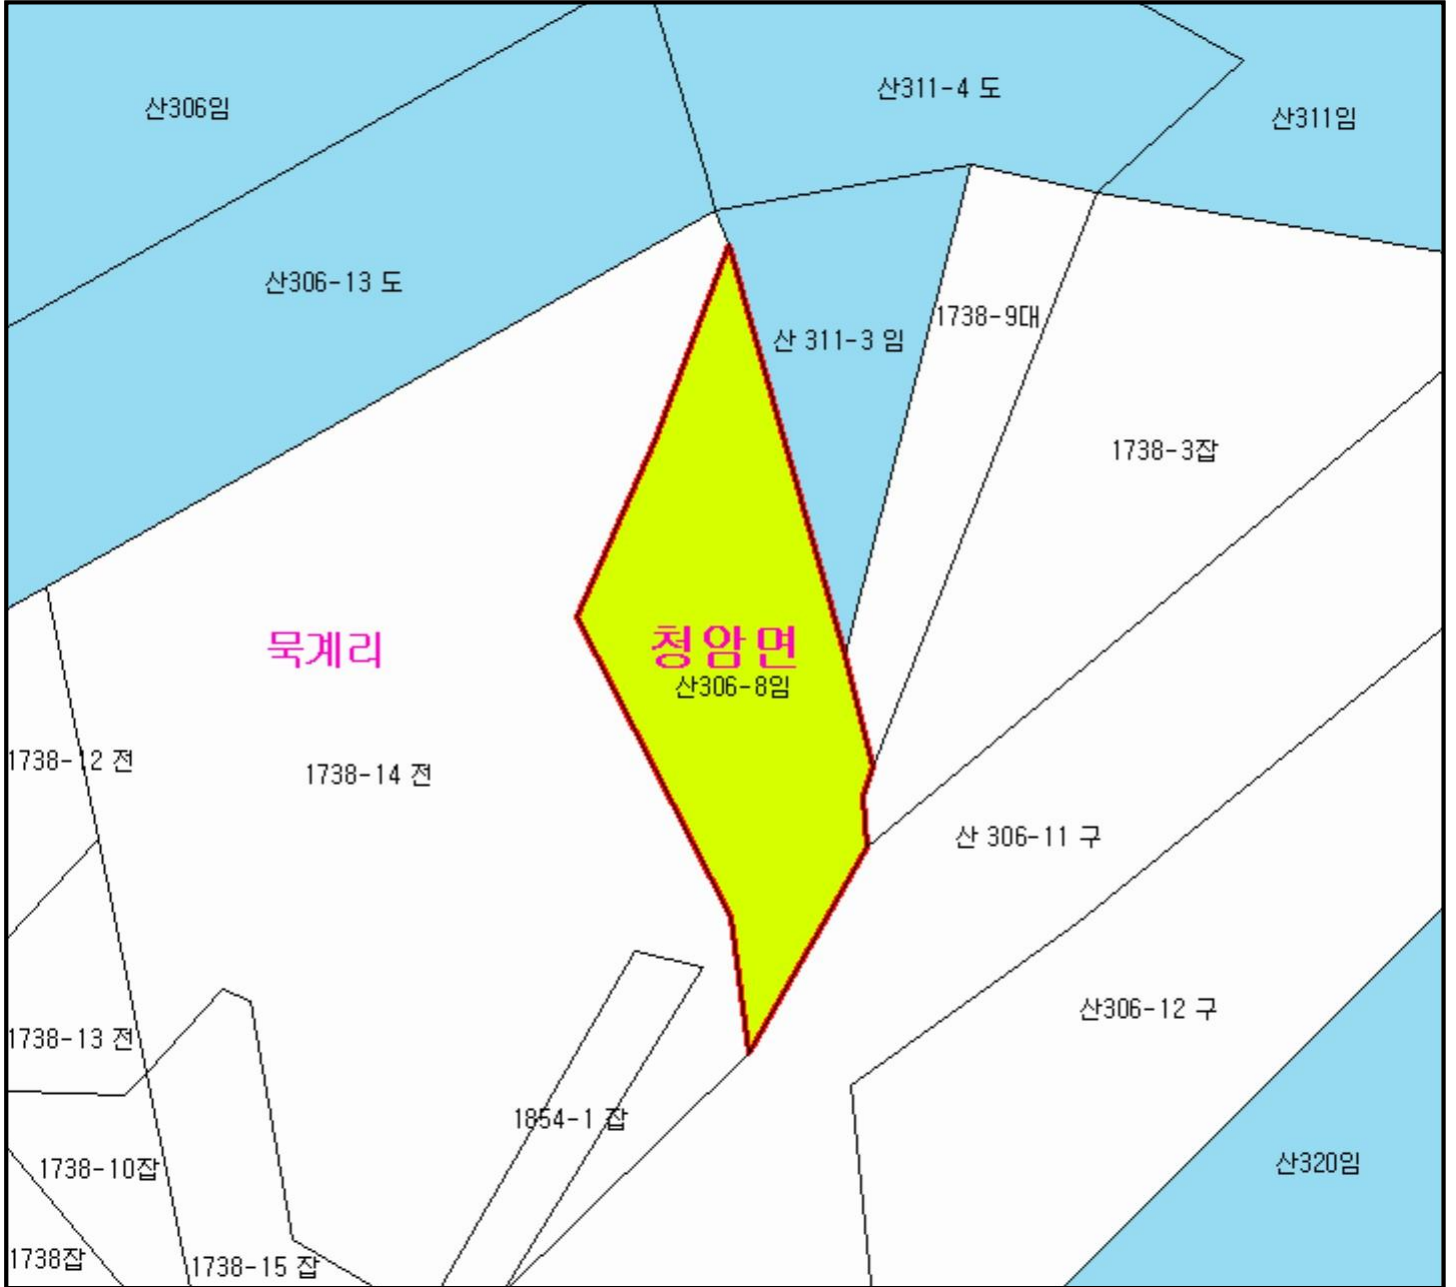 산311-4 도
산306임
산311임
산306-13 도
1738-9대
산 311-3 임
1738-3잡
묵계리
청암면
산306-8임
1738-12 전
1738-14 전
산 306-11 구
산306-12 구
1738-13 전
1854-1 잡
1738-10잡
산320임
1738잡
1738-15 잡